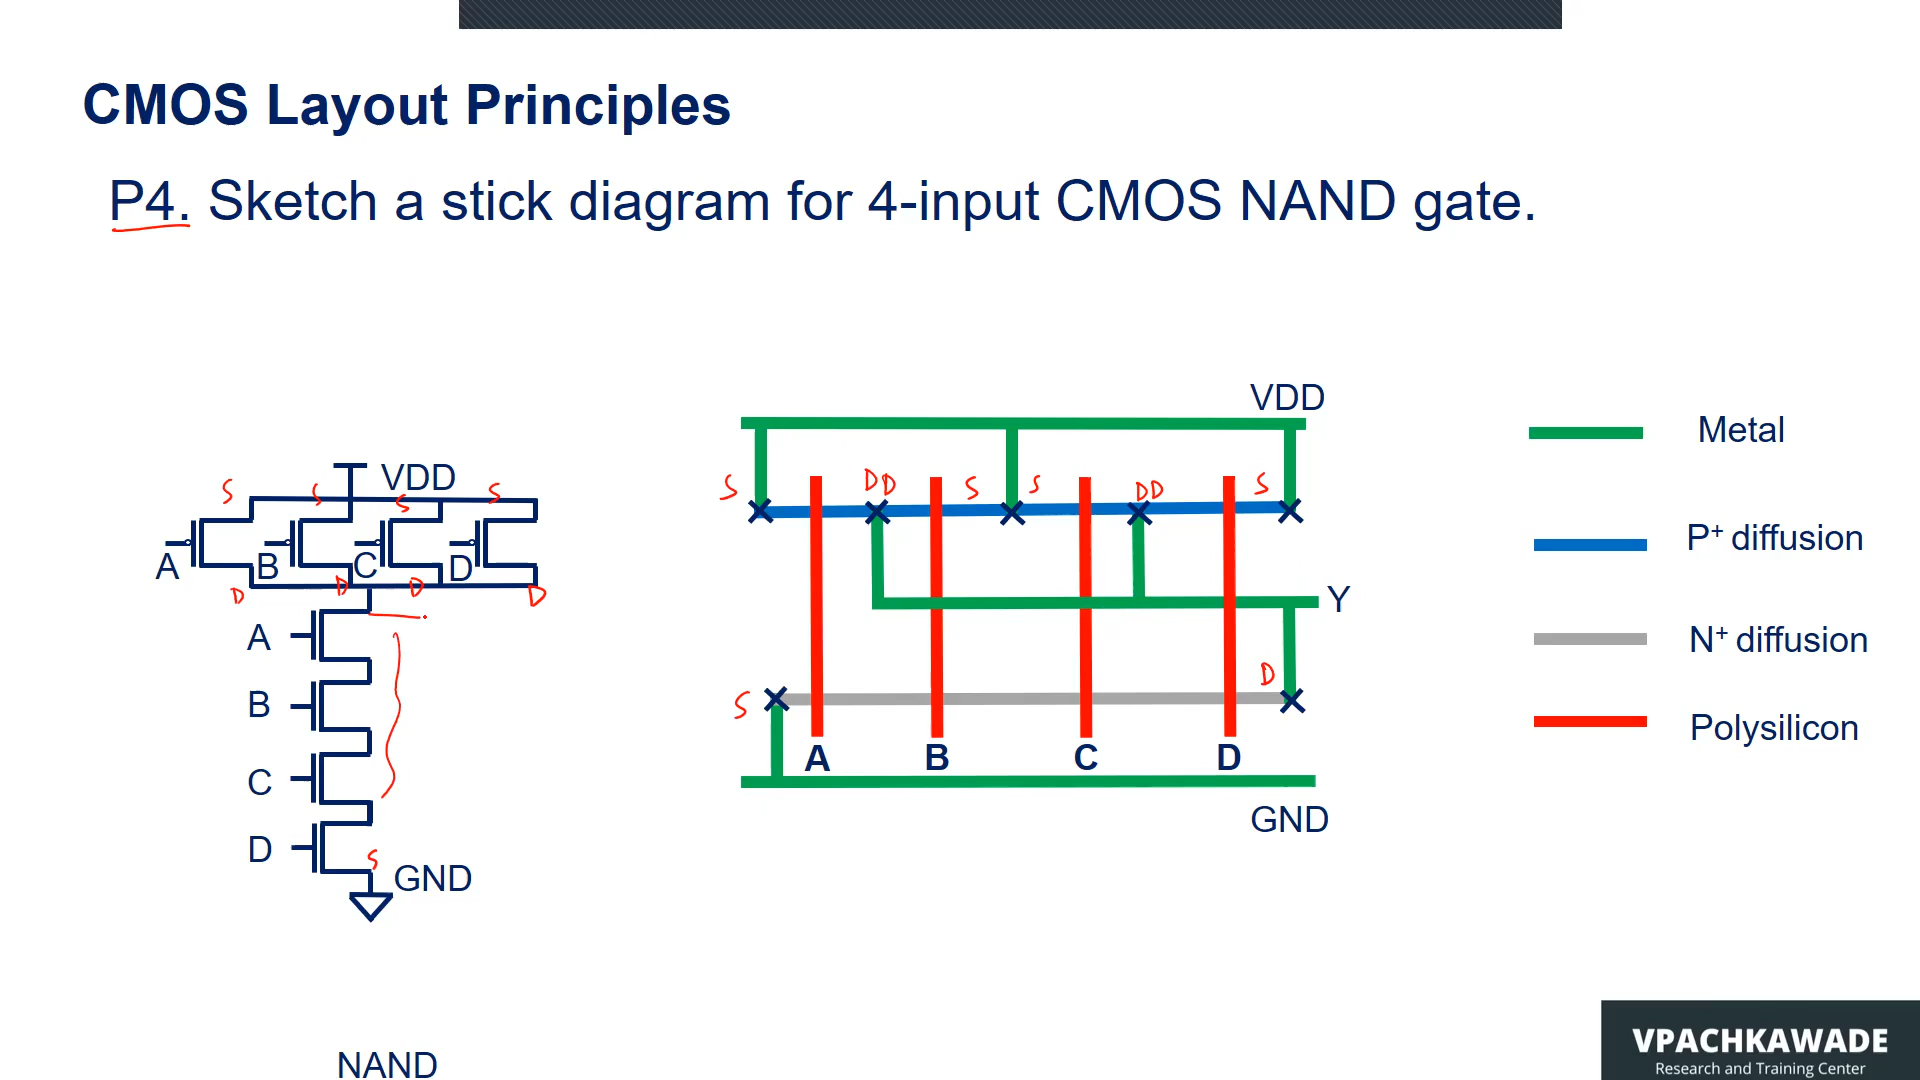 CMOS Layout Principles
P4. Sketch a stick diagram for 4-input CMOS NAND gate.
VDD
S S S S
A B C D
D D D D
A
B
C
D
S
GND
NAND
VDD
S DD S S DD S
Y
D
S
A B C D
GND
Metal
P+ diffusion
N+ diffusion
Polysilicon
VPACHKAWADE
Research and Training Center